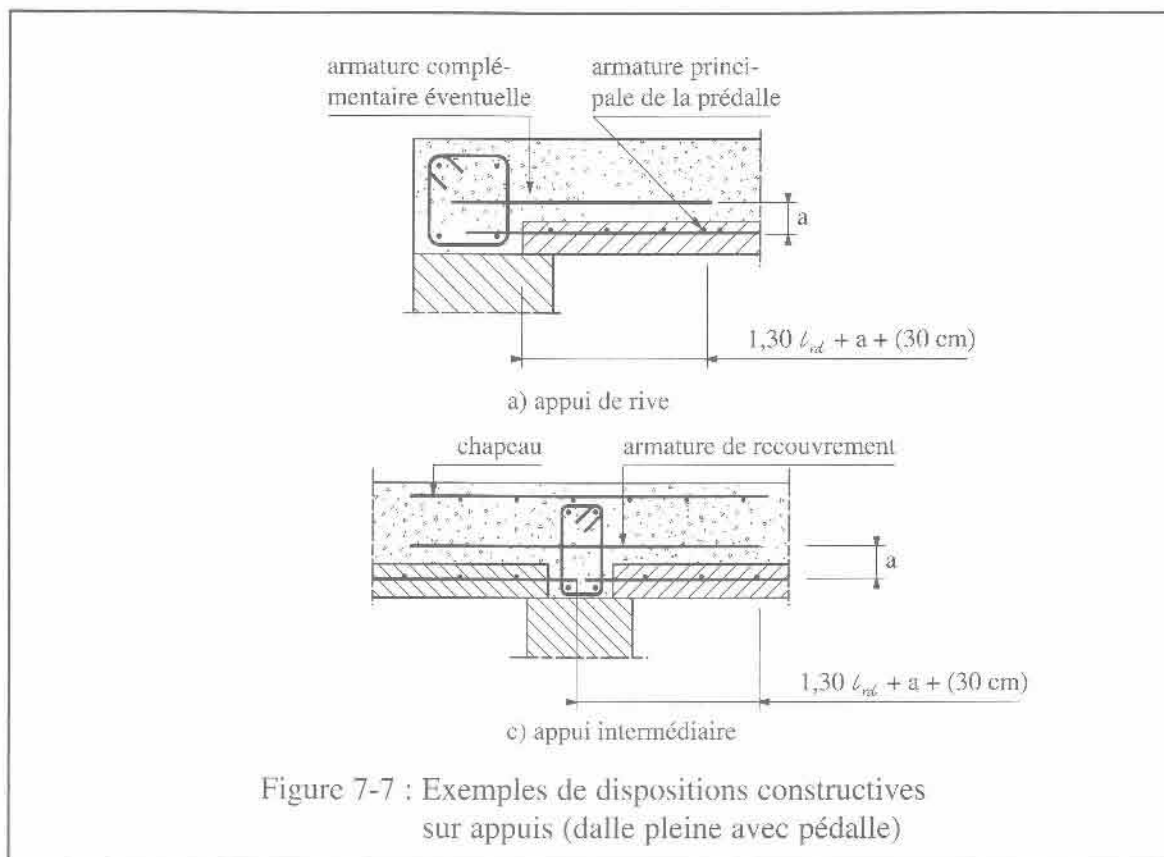 armature complé-
mentaire éventuelle
armature princi-
pale de la prédalle
a
1,30 ℓrd + a + (30 cm)
a) appui de rive
chapeau
armature de recouvrement
a
1,30 ℓrd + a + (30 cm)
c) appui intermédiaire
Figure 7-7 : Exemples de dispositions constructives
sur appuis (dalle pleine avec pédalle)